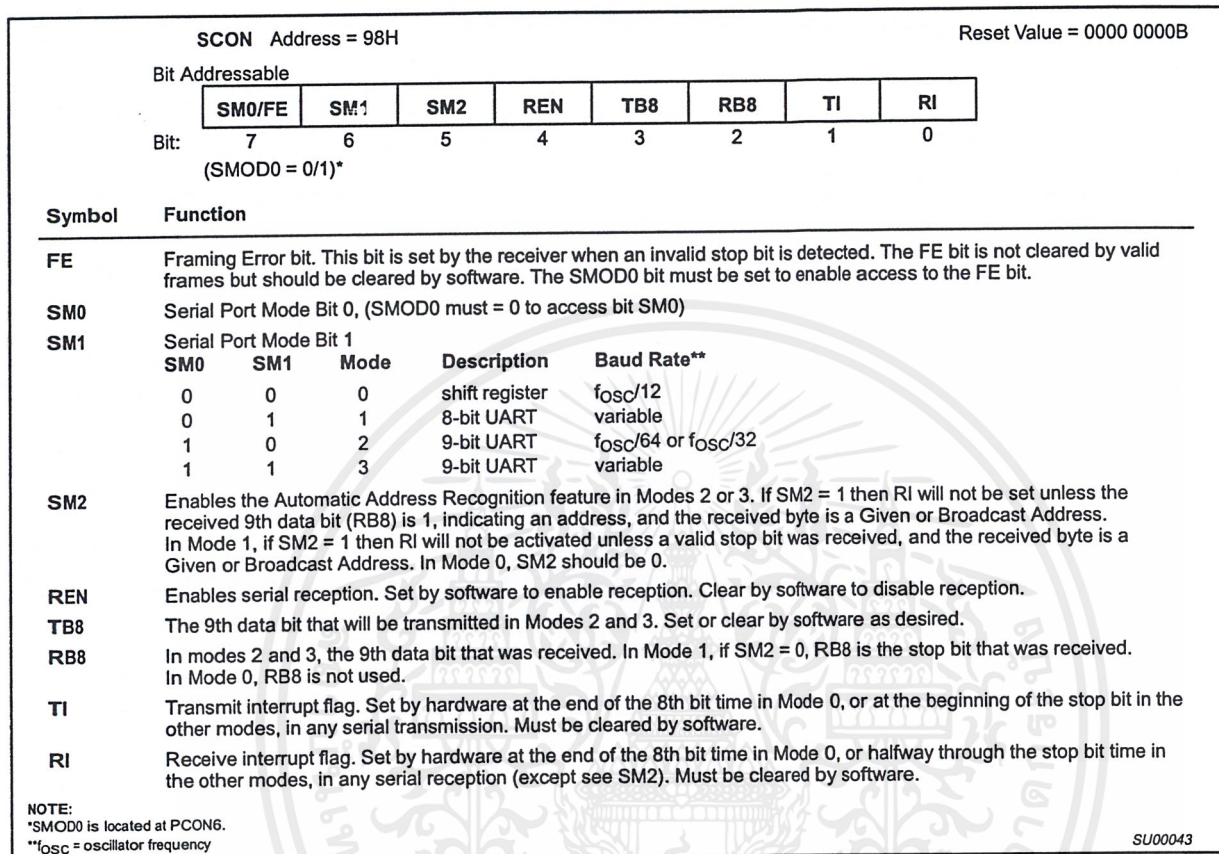 SCON Address = 98H
Reset Value = 0000 0000B
Bit Addressable
SM0/FE SM1 SM2 REN TB8 RB8 TI RI
Bit: 7 6 5 4 3 2 1 0
(SMOD0 = 0/1)*
Symbol Function
FE Framing Error bit. This bit is set by the receiver when an invalid stop bit is detected. The FE bit is not cleared by valid
frames but should be cleared by software. The SMOD0 bit must be set to enable access to the FE bit.
SM0 Serial Port Mode Bit 0, (SMOD0 must = 0 to access bit SM0)
SM1 Serial Port Mode Bit 1
SM0 SM1 Mode Description Baud Rate**
0 0 0 shift register fOSC/12
0 1 1 8-bit UART variable
1 0 2 9-bit UART fOSC/64 or fOSC/32
1 1 3 9-bit UART variable
SM2 Enables the Automatic Address Recognition feature in Modes 2 or 3. If SM2 = 1 then RI will not be set unless the
received 9th data bit (RB8) is 1, indicating an address, and the received byte is a Given or Broadcast Address.
In Mode 1, if SM2 = 1 then RI will not be activated unless a valid stop bit was received, and the received byte is a
Given or Broadcast Address. In Mode 0, SM2 should be 0.
REN Enables serial reception. Set by software to enable reception. Clear by software to disable reception.
TB8 The 9th data bit that will be transmitted in Modes 2 and 3. Set or clear by software as desired.
RB8 In modes 2 and 3, the 9th data bit that was received. In Mode 1, if SM2 = 0, RB8 is the stop bit that was received.
In Mode 0, RB8 is not used.
TI Transmit interrupt flag. Set by hardware at the end of the 8th bit time in Mode 0, or at the beginning of the stop bit in the
other modes, in any serial transmission. Must be cleared by software.
RI Receive interrupt flag. Set by hardware at the end of the 8th bit time in Mode 0, or halfway through the stop bit time in
the other modes, in any serial reception (except see SM2). Must be cleared by software.
NOTE:
*SMOD0 is located at PCON6.
**fOSC = oscillator frequency
SU00043